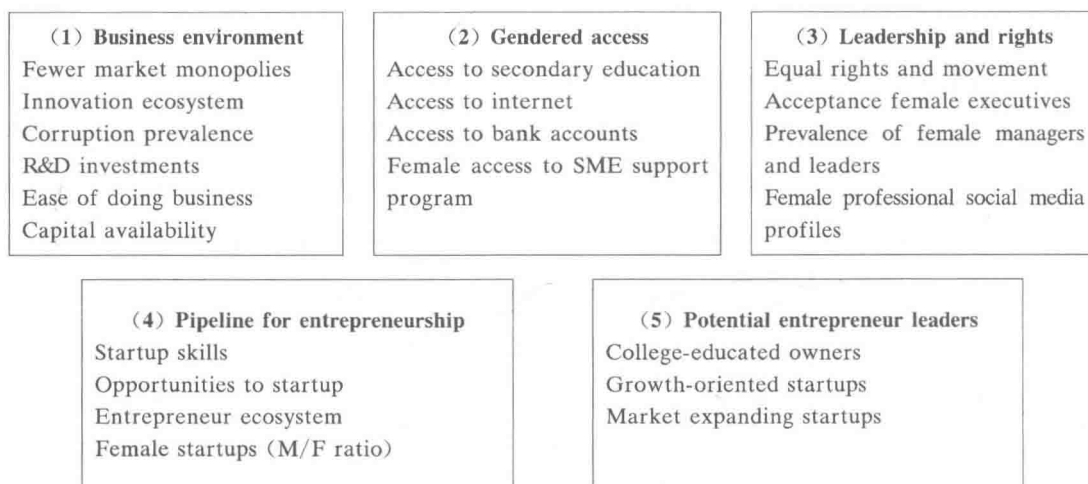 (1) Business environment
Fewer market monopolies
Innovation ecosystem
Corruption prevalence
R&D investments
Ease of doing business
Capital availability
(2) Gendered access
Access to secondary education
Access to internet
Access to bank accounts
Female access to SME support
program
(3) Leadership and rights
Equal rights and movement
Acceptance female executives
Prevalence of female managers
and leaders
Female professional social media
profiles
(4) Pipeline for entrepreneurship
Startup skills
Opportunities to startup
Entrepreneur ecosystem
Female startups (M/F ratio)
(5) Potential entrepreneur leaders
College-educated owners
Growth-oriented startups
Market expanding startups